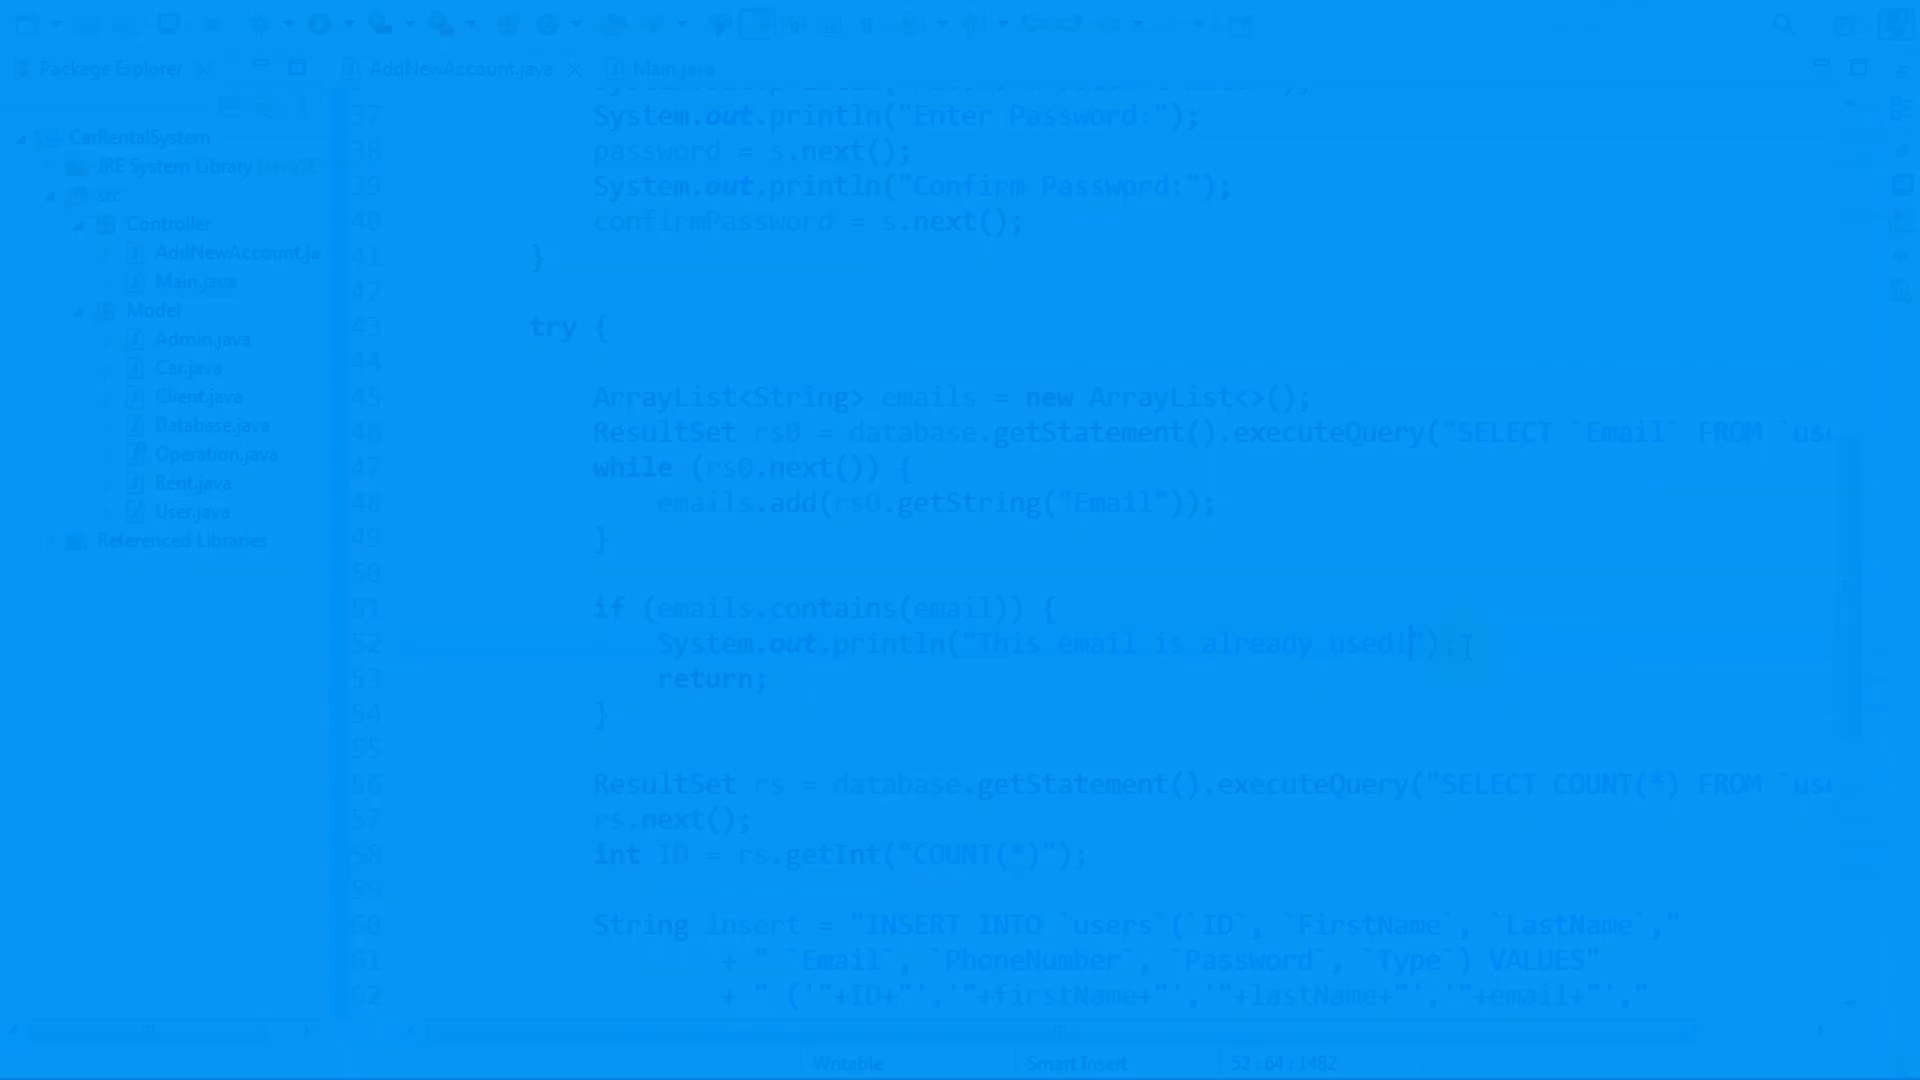 Package Explorer
AddNewAccount.java
Main.java
CarRentalSystem
JRE System Library
src
Controller
AddNewAccount.ja
Main.java
Model
Admin.java
Car.java
Client.java
Database.java
Operation.java
Rent.java
User.java
Referenced Libraries
37 System.out.println("Enter Password:");
38 password = s.next();
39 System.out.println("Confirm Password:");
40 confirmPassword = s.next();
41 }
42
43 try {
44
45 ArrayList<String> emails = new ArrayList<>();
46 ResultSet rs0 = database.getStatement().executeQuery("SELECT `Email` FROM `use
47 while (rs0.next()) {
48 emails.add(rs0.getString("Email"));
49 }
50
51 if (emails.contains(email)) {
52 System.out.println("This email is already used!");
53 return;
54 }
55
56 ResultSet rs = database.getStatement().executeQuery("SELECT COUNT(*) FROM `use
57 rs.next();
58 int ID = rs.getInt("COUNT(*)");
59
60 String insert = "INSERT INTO `users`(`ID`, `FirstName`, `LastName`,"
61 + " `Email`, `PhoneNumber`, `Password`, `Type`) VALUES"
62 + " ('"+ID+"','"+firstName+"','"+lastName+"','"+email+"',"
Writable
Smart Insert
52 : 64 : 1482